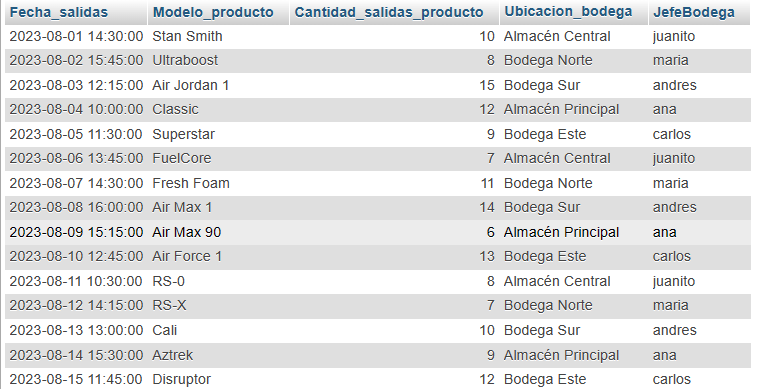 Fecha_salidas Modelo_producto Cantidad_salidas_producto Ubicacion_bodega JefeBodega
2023-08-01 14:30:00 Stan Smith 10 Almacén Central juanito
2023-08-02 15:45:00 Ultraboost 8 Bodega Norte maria
2023-08-03 12:15:00 Air Jordan 1 15 Bodega Sur andres
2023-08-04 10:00:00 Classic 12 Almacén Principal ana
2023-08-05 11:30:00 Superstar 9 Bodega Este carlos
2023-08-06 13:45:00 FuelCore 7 Almacén Central juanito
2023-08-07 14:30:00 Fresh Foam 11 Bodega Norte maria
2023-08-08 16:00:00 Air Max 1 14 Bodega Sur andres
2023-08-09 15:15:00 Air Max 90 6 Almacén Principal ana
2023-08-10 12:45:00 Air Force 1 13 Bodega Este carlos
2023-08-11 10:30:00 RS-0 8 Almacén Central juanito
2023-08-12 14:15:00 RS-X 7 Bodega Norte maria
2023-08-13 13:00:00 Cali 10 Bodega Sur andres
2023-08-14 15:30:00 Aztrek 9 Almacén Principal ana
2023-08-15 11:45:00 Disruptor 12 Bodega Este carlos